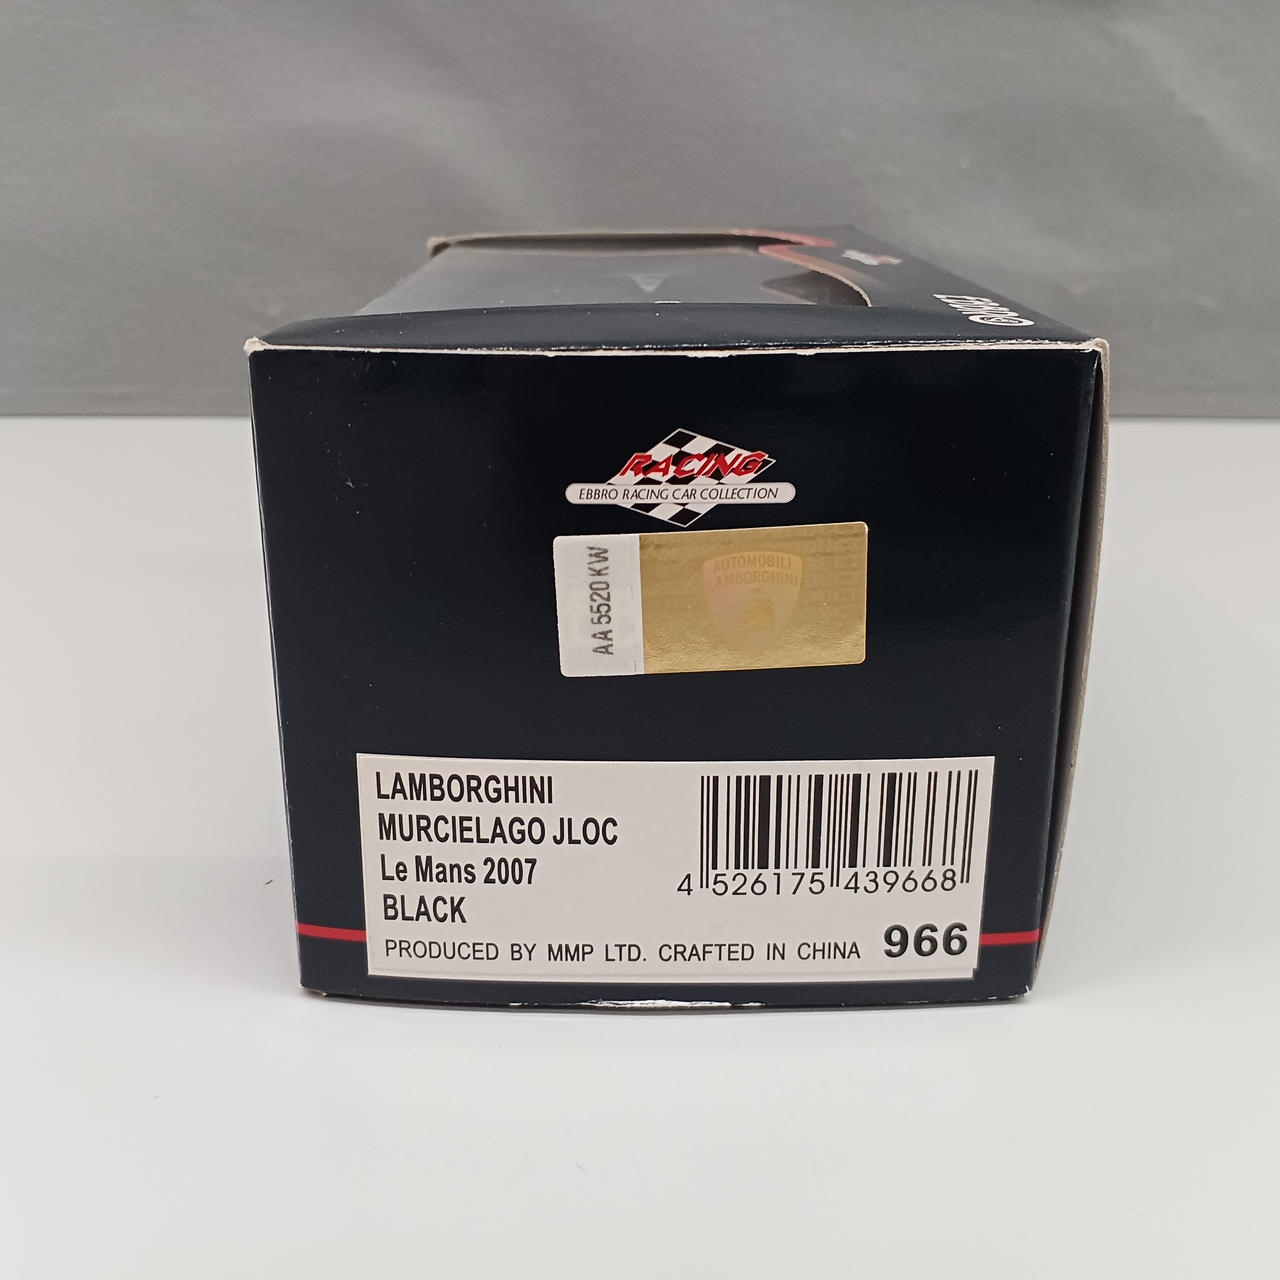 EBBRO
RACING
EBBRO RACING CAR COLLECTION
AA 5520 KW
AUTOMOBILI
LAMBORGHINI
LAMBORGHINI
MURCIELAGO JLOC
Le Mans 2007
BLACK
4 526175 439668
PRODUCED BY MMP LTD. CRAFTED IN CHINA 966